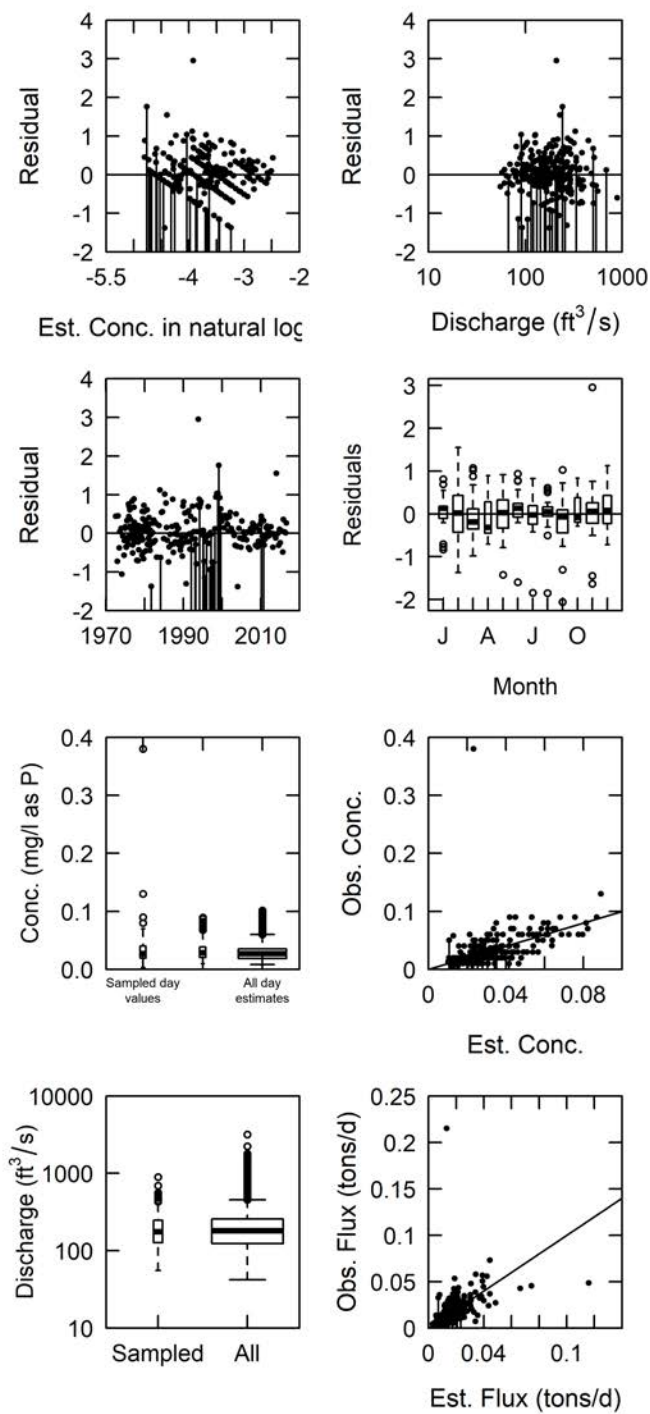 4
3
2
1
0
-1
-2
Residual
-5.5 -4 -3 -2
Est. Conc. in natural log
4
3
2
1
0
-1
-2
Residual
10 100 1000
Discharge (ft³/s)
4
3
2
1
0
-1
-2
Residual
1970 1990 2010
3
2
1
0
-1
-2
Residuals
J A J O
Month
0.4
0.3
0.2
0.1
0.0
Conc. (mg/l as P)
Sampled day values
All day estimates
0.4
0.3
0.2
0.1
0
Obs. Conc.
0 0.04 0.08
Est. Conc.
10000
1000
100
10
Discharge (ft³/s)
Sampled All
0.25
0.2
0.15
0.1
0.05
0
Obs. Flux (tons/d)
0 0.04 0.1
Est. Flux (tons/d)